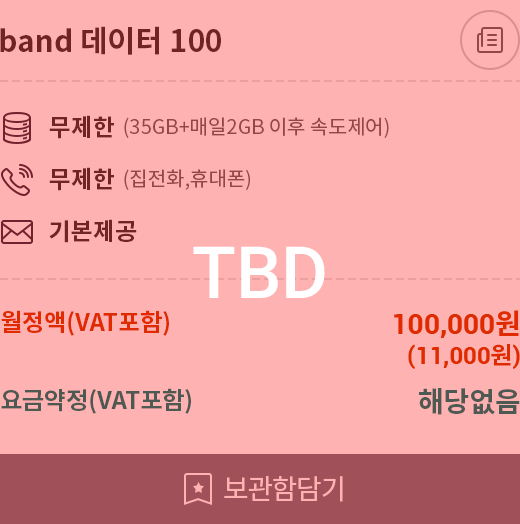 band 데이터 100
무제한 (35GB+매일2GB 이후 속도제어)
무제한 (집전화,휴대폰)
기본제공
TBD
월정액(VAT포함) 100,000원
(11,000원)
요금약정(VAT포함) 해당없음
보관함담기